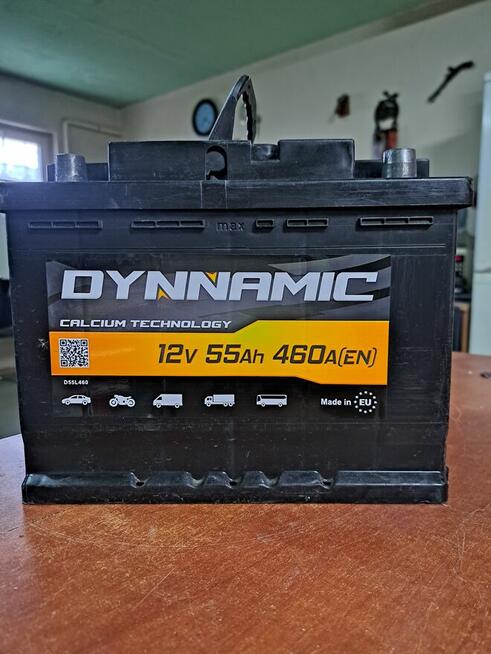 max
DYNNAMIC
CALCIUM TECHNOLOGY
12V 55Ah 460A(EN)
D55L460
Made in EU